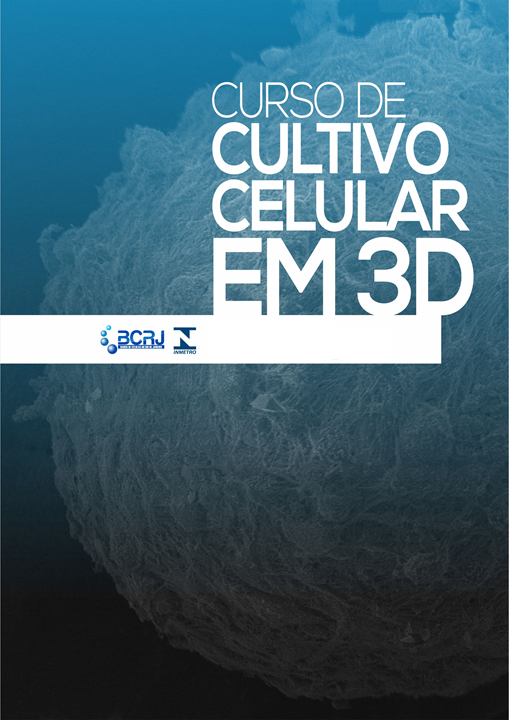 CURSO DE
CULTIVO
CELULAR
EM 3D
BCRJ
INMETRO